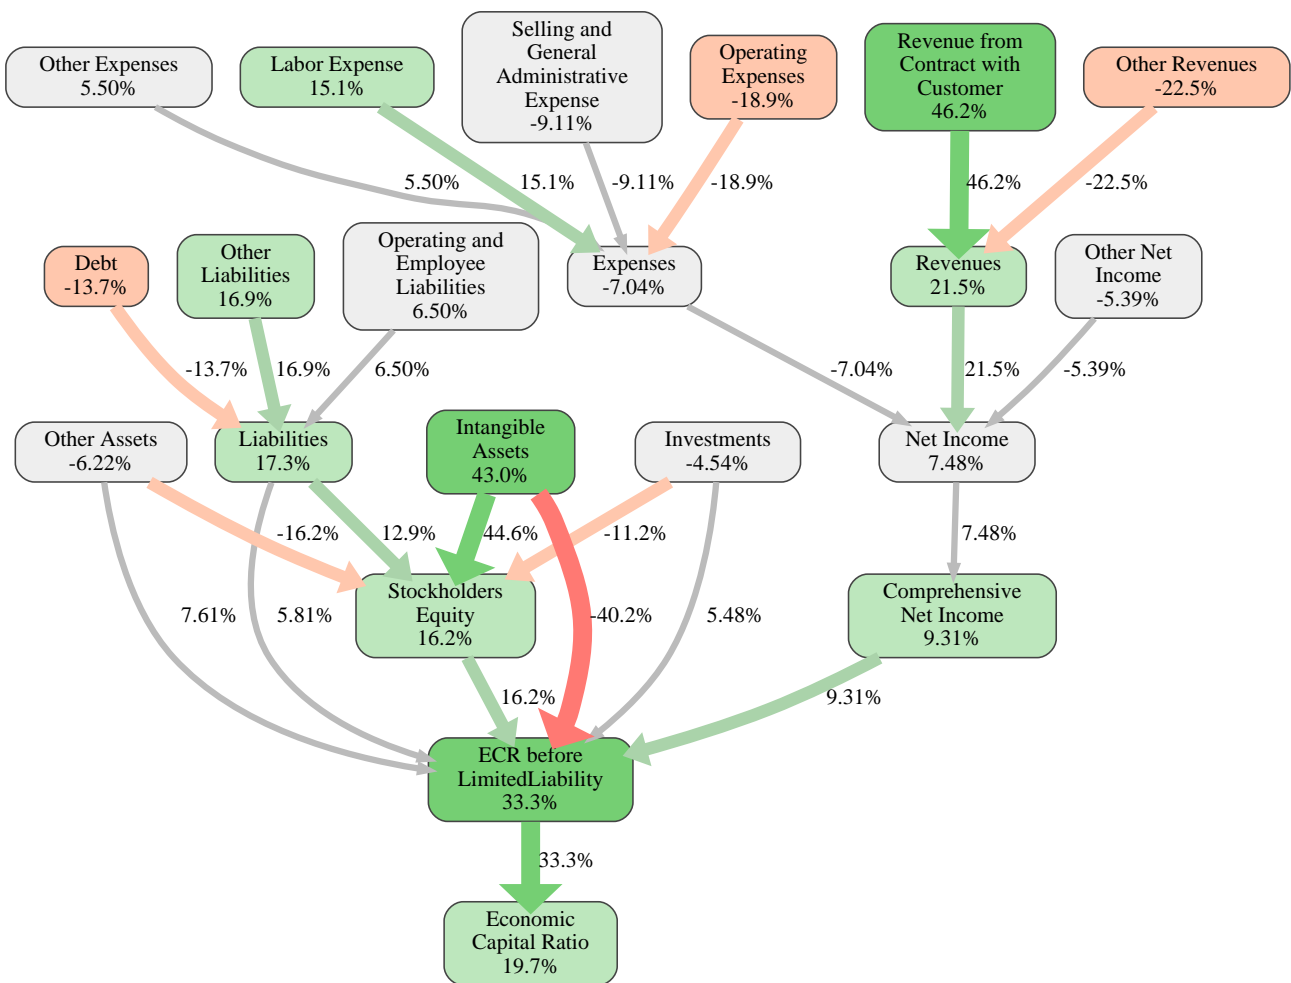 Other Expenses
5.50%
Labor Expense
15.1%
Selling and
General
Administrative
Expense
-9.11%
Operating
Expenses
-18.9%
Revenue from
Contract with
Customer
46.2%
Other Revenues
-22.5%
5.50%
15.1%
-9.11%
-18.9%
46.2%
-22.5%
Debt
-13.7%
Other
Liabilities
16.9%
Operating and
Employee
Liabilities
6.50%
Expenses
-7.04%
Revenues
21.5%
Other Net
Income
-5.39%
-13.7%
16.9%
6.50%
-7.04%
21.5%
-5.39%
Other Assets
-6.22%
Liabilities
17.3%
Intangible
Assets
43.0%
Investments
-4.54%
Net Income
7.48%
-16.2%
12.9%
44.6%
-11.2%
7.48%
7.61%
5.81%
Stockholders
Equity
16.2%
-40.2%
5.48%
Comprehensive
Net Income
9.31%
16.2%
9.31%
ECR before
LimitedLiability
33.3%
33.3%
Economic
Capital Ratio
19.7%